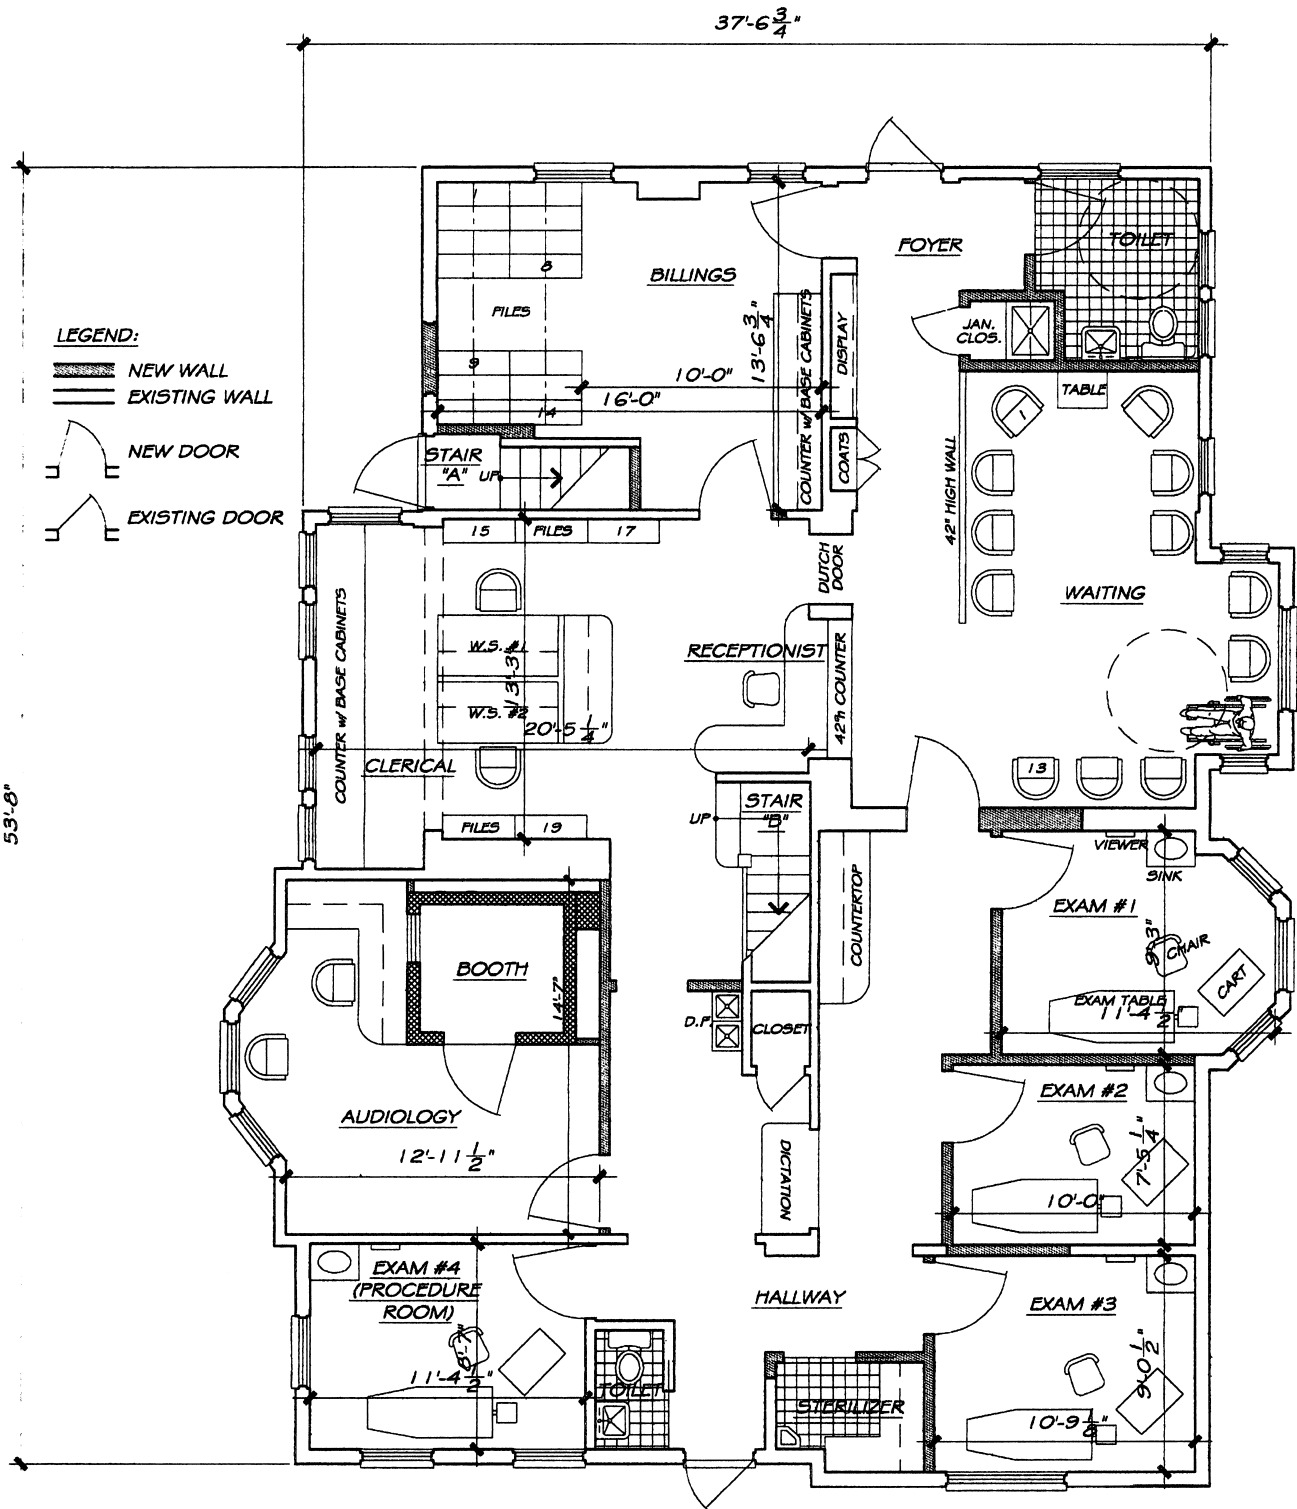 37'-6 3/4"
53'-8"
LEGEND:
NEW WALL
EXISTING WALL
NEW DOOR
EXISTING DOOR
8
FILES
9
14
BILLINGS
10'-0"
16'-0"
13'-6 3/4"
COUNTER w/ BASE CABINETS
DISPLAY
COATS
FOYER
TOILET
JAN.
CLOS.
TABLE
1
42" HIGH WALL
WAITING
13
STAIR
"A"
UP
15
FILES
17
DUTCH
DOOR
COUNTER w/ BASE CABINETS
W.S. #1
W.S. #2
13'-3"
20'-5 1/4"
RECEPTIONIST
42"h COUNTER
CLERICAL
FILES
19
STAIR
"B"
UP
COUNTERTOP
VIEWER
SINK
EXAM #1
9'-3"
CHAIR
CART
EXAM TABLE
11'-4 1/2"
BOOTH
14'-7"
D.F.
CLOSET
AUDIOLOGY
12'-11 1/2"
DICTATION
EXAM #2
7'-5 1/4"
10'-0"
EXAM #4
(PROCEDURE
ROOM)
8'-7"
11'-4 1/2"
HALLWAY
TOILET
STERILIZER
EXAM #3
9'-0 1/2"
10'-9 1/8"